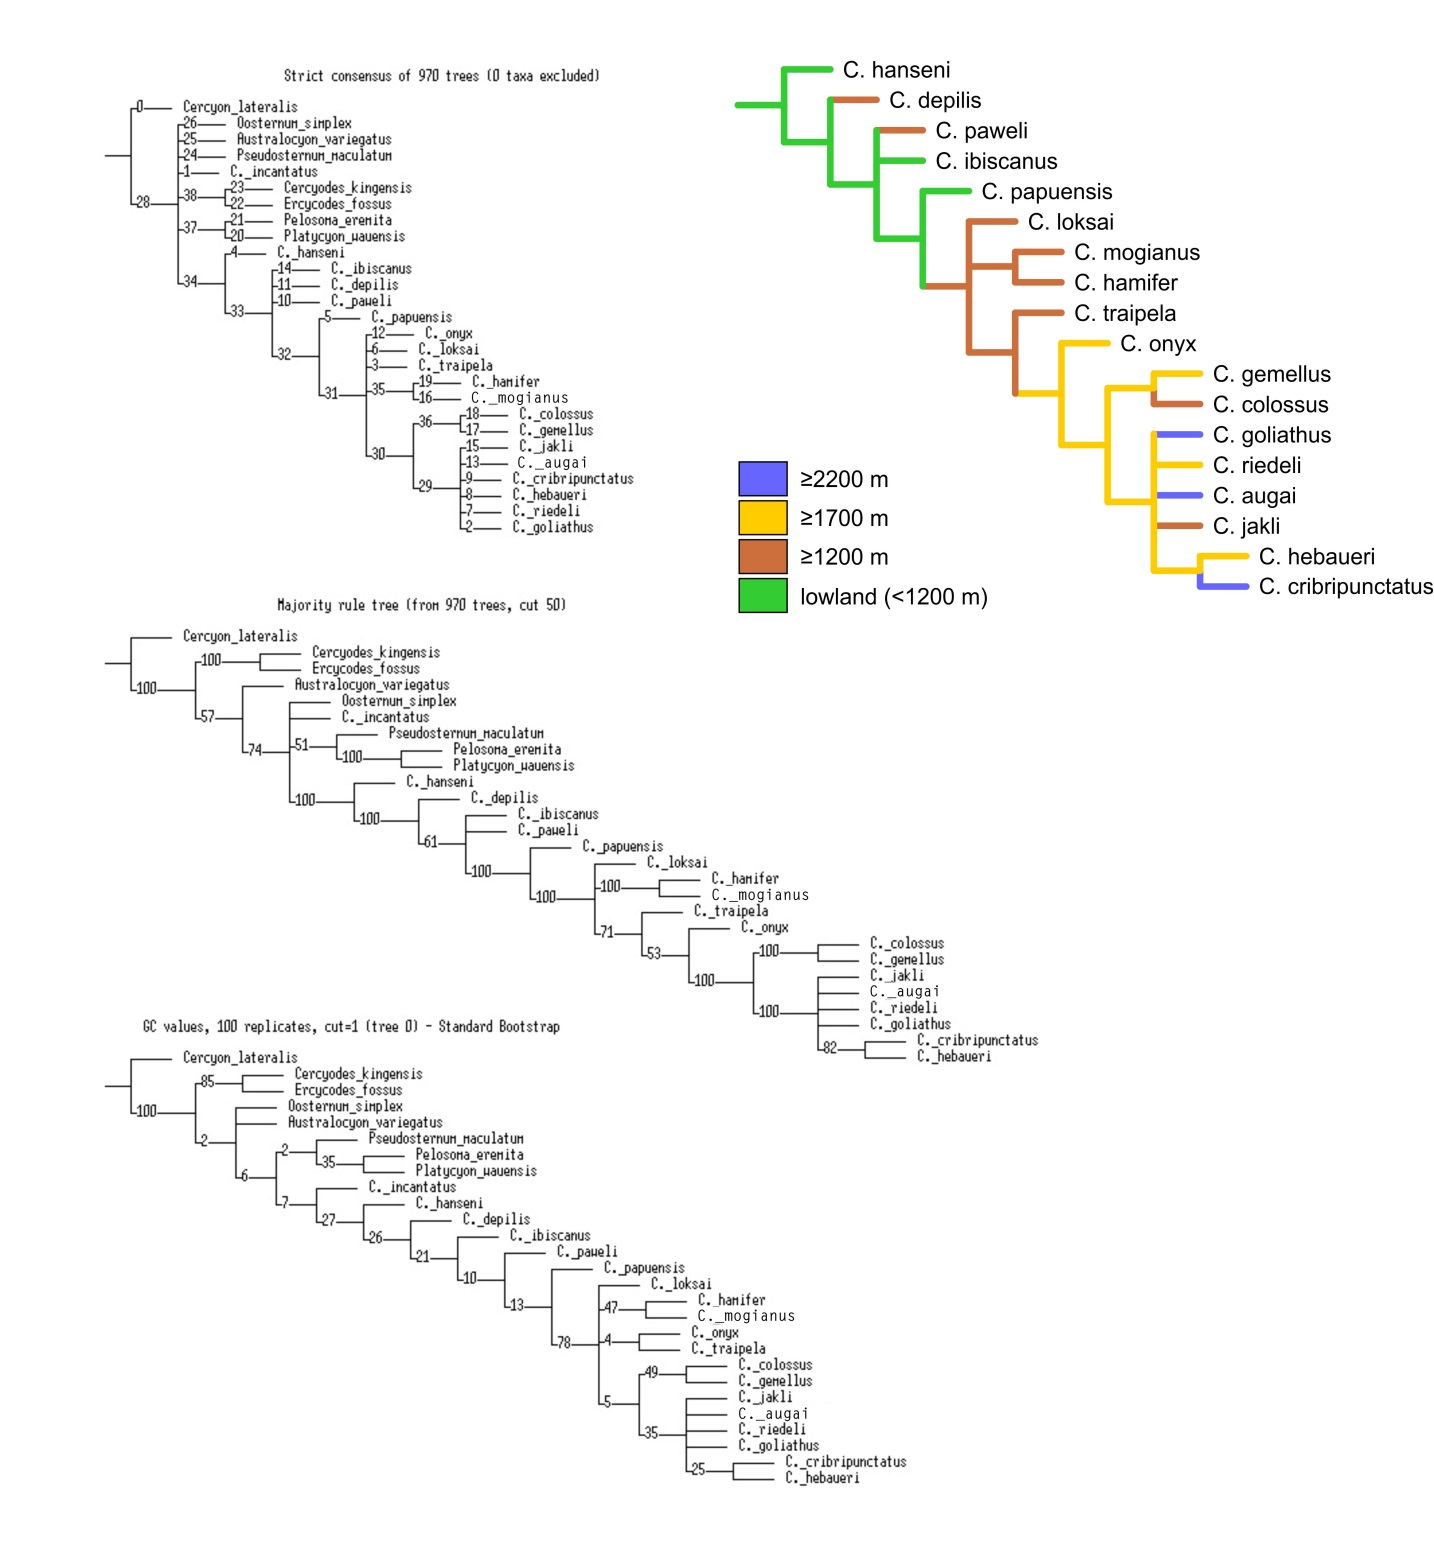 Strict consensus of 970 trees (0 taxa excluded)
0 Cercyon_lateralis
26 Oosternum_simplex
25 Australocyon_variegatus
24 Pseudosternum_maculatum
1 C._incantatus
23 Cercyodes_kingensis
38
22 Ercycodes_fossus
28
21 Pelosoma_eremita
37
20 Platycyon_wauensis
4 C._hanseni
14 C._ibiscanus
34
11 C._depilis
10 C._paweli
33
5 C._papuensis
12 C._onyx
6 C._loksai
32
3 C._traipela
19 C._hamifer
35
31
16 C._mogianus
18 C._colossus
36
17 C._gemellus
15 C._jakli
30
13 C._augai
9 C._cribripunctatus
29
8 C._hebaueri
7 C._riedeli
2 C._goliathus
C. hanseni
C. depilis
C. paweli
C. ibiscanus
C. papuensis
C. loksai
C. mogianus
C. hamifer
C. traipela
C. onyx
C. gemellus
C. colossus
C. goliathus
C. riedeli
C. augai
C. jakli
C. hebaueri
C. cribripunctatus
≥2200 m
≥1700 m
≥1200 m
lowland (<1200 m)
Majority rule tree (from 970 trees, cut 50)
Cercyon_lateralis
Cercyodes_kingensis
100
Ercycodes_fossus
Australocyon_variegatus
100
Oosternum_simplex
57
C._incantatus
Pseudosternum_maculatum
51
74
Pelosoma_eremita
100
Platycyon_wauensis
C._hanseni
100
C._depilis
100
C._ibiscanus
C._paweli
61
C._papuensis
C._loksai
100
C._hamifer
100
C._mogianus
100
C._traipela
C._onyx
71
C._colossus
100
53
C._gemellus
C._jakli
100
C._augai
C._riedeli
100
C._goliathus
C._cribripunctatus
82
C._hebaueri
GC values, 100 replicates, cut=1 (tree 0) - Standard Bootstrap
Cercyon_lateralis
Cercyodes_kingensis
85
Ercycodes_fossus
Oosternum_simplex
100
Australocyon_variegatus
Pseudosternum_maculatum
2
2
Pelosoma_eremita
35
Platycyon_wauensis
6
C._incantatus
7
C._hanseni
27
C._depilis
26
C._ibiscanus
21
C._paweli
10
C._papuensis
C._loksai
13
C._hamifer
47
C._mogianus
C._onyx
4
78
C._traipela
C._colossus
49
C._gemellus
5
C._jakli
C._augai
C._riedeli
35
C._goliathus
C._cribripunctatus
25
C._hebaueri